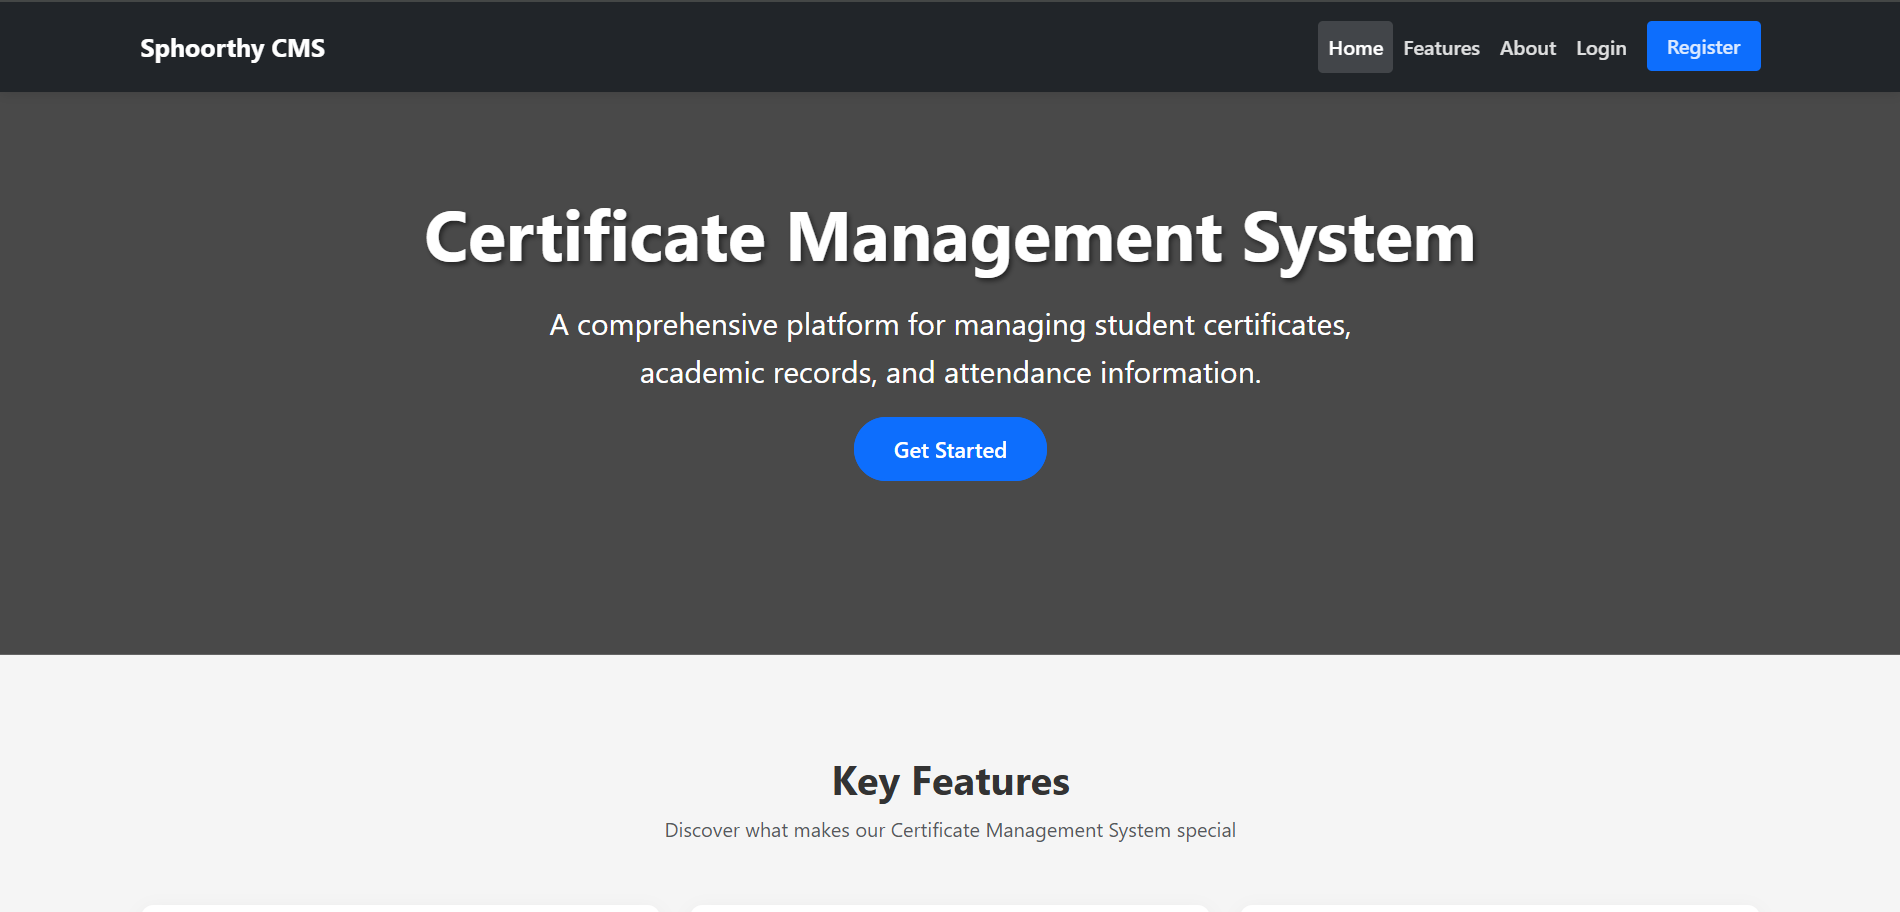 Sphoorthy CMS
Home
Features
About
Login
Register
Certificate Management System
A comprehensive platform for managing student certificates,
academic records, and attendance information.
Get Started
Key Features
Discover what makes our Certificate Management System special